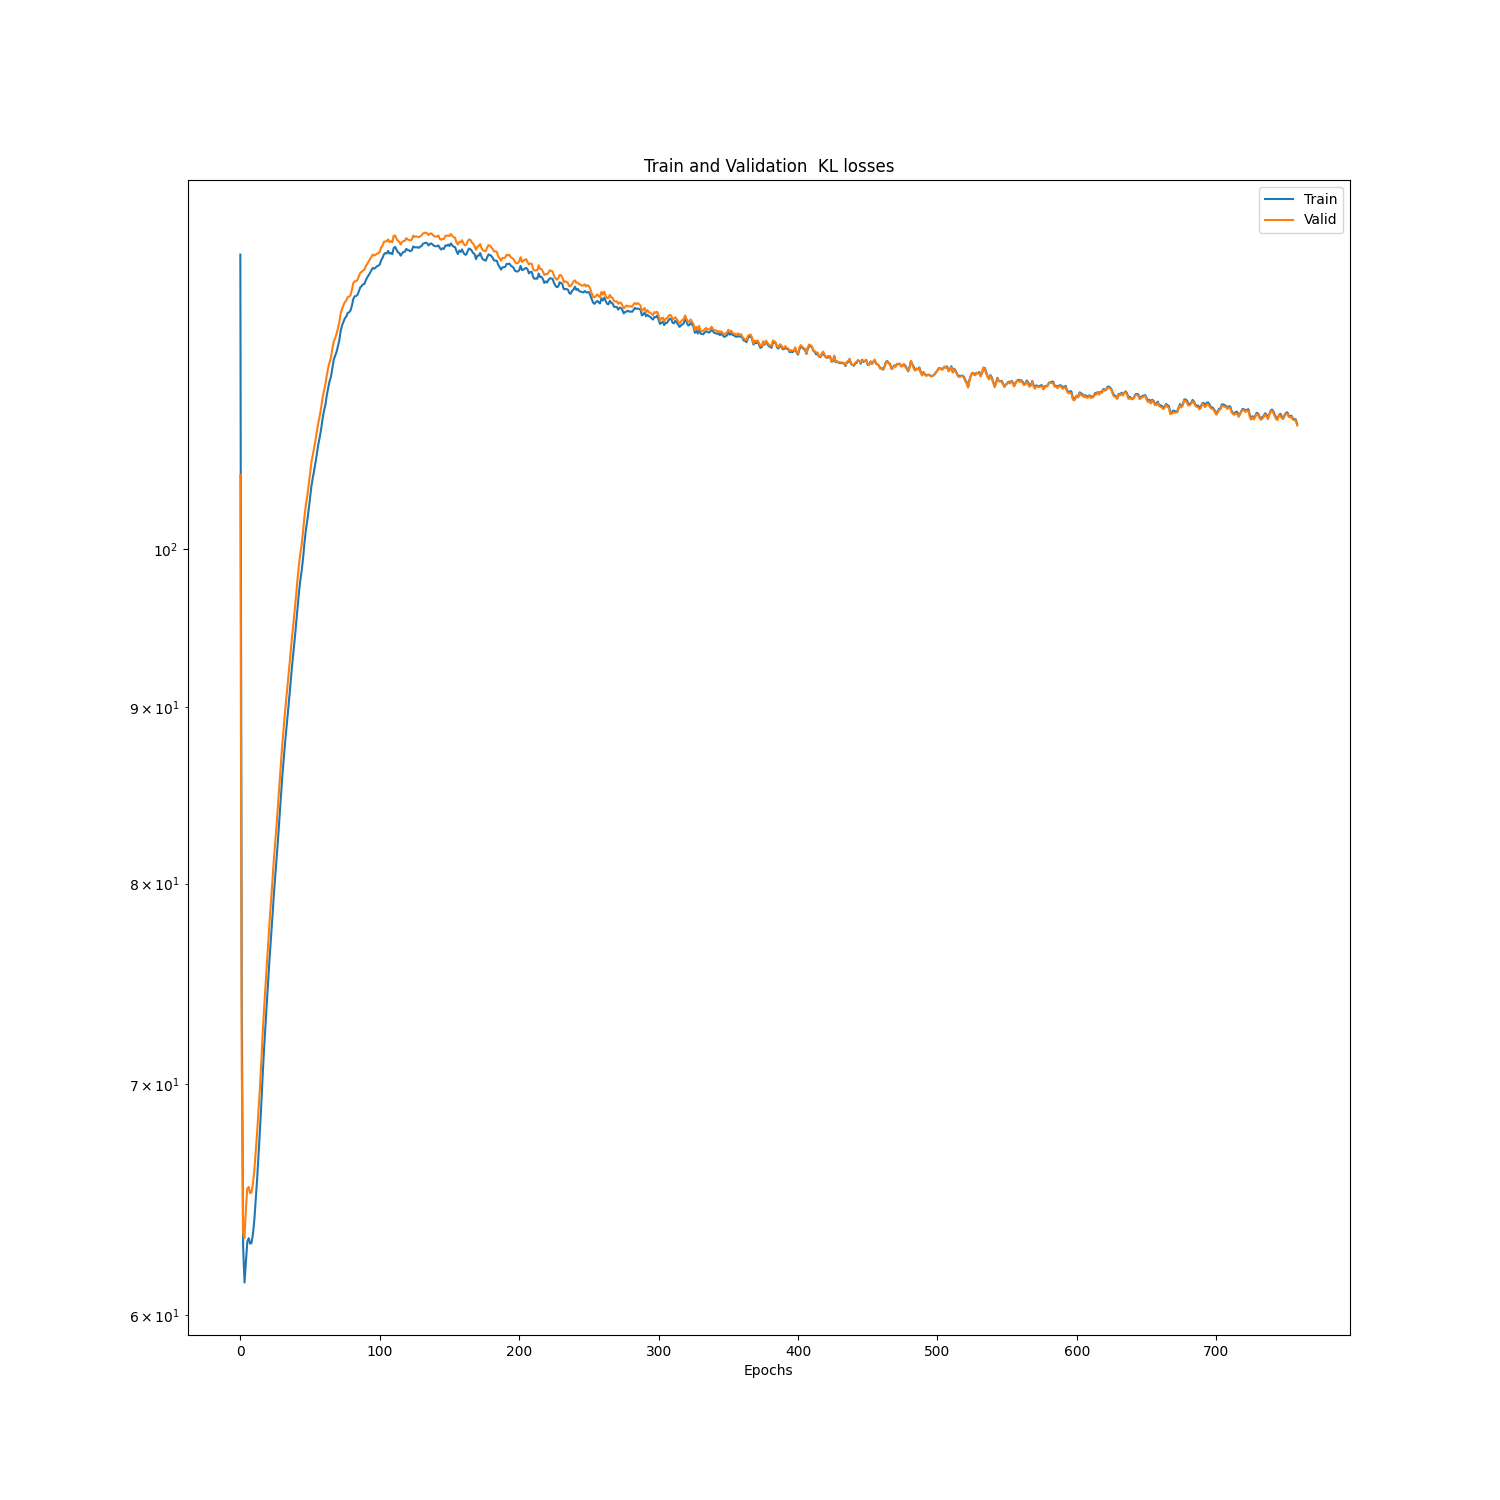 Train and Validation  KL losses
Train
Valid
10²
9 × 10¹
8 × 10¹
7 × 10¹
6 × 10¹
0 100 200 300 400 500 600 700
Epochs